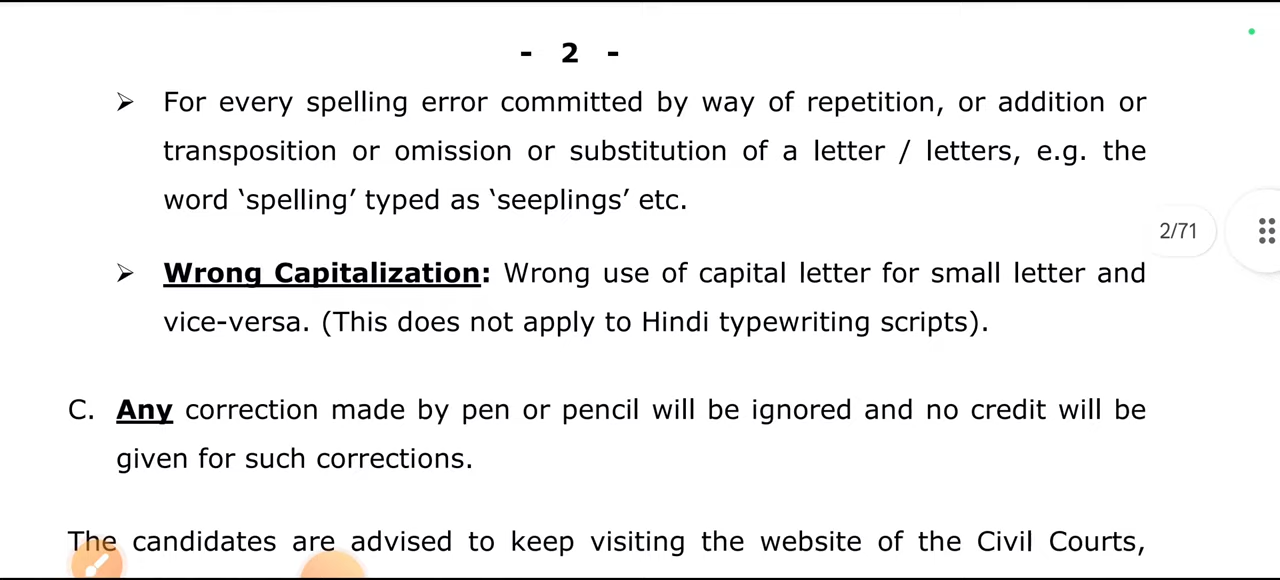 - 2 -
➢ For every spelling error committed by way of repetition, or addition or
transposition or omission or substitution of a letter / letters, e.g. the
word ‘spelling’ typed as ‘seeplings’ etc.
2/71
➢ Wrong Capitalization: Wrong use of capital letter for small letter and
vice-versa. (This does not apply to Hindi typewriting scripts).
C. Any correction made by pen or pencil will be ignored and no credit will be
given for such corrections.
The candidates are advised to keep visiting the website of the Civil Courts,